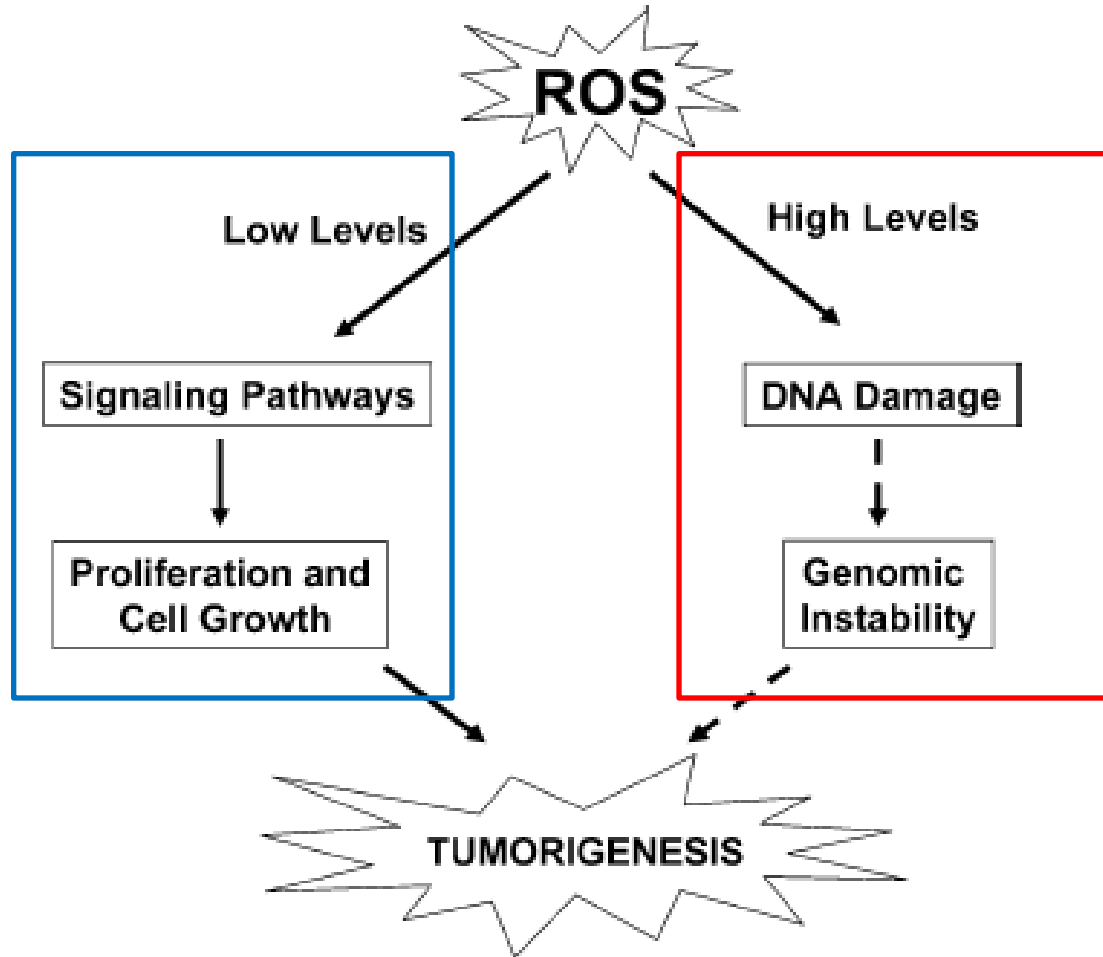 ROS
Low Levels
High Levels
Signaling Pathways
DNA Damage
Proliferation and
Cell Growth
Genomic
Instability
TUMORIGENESIS